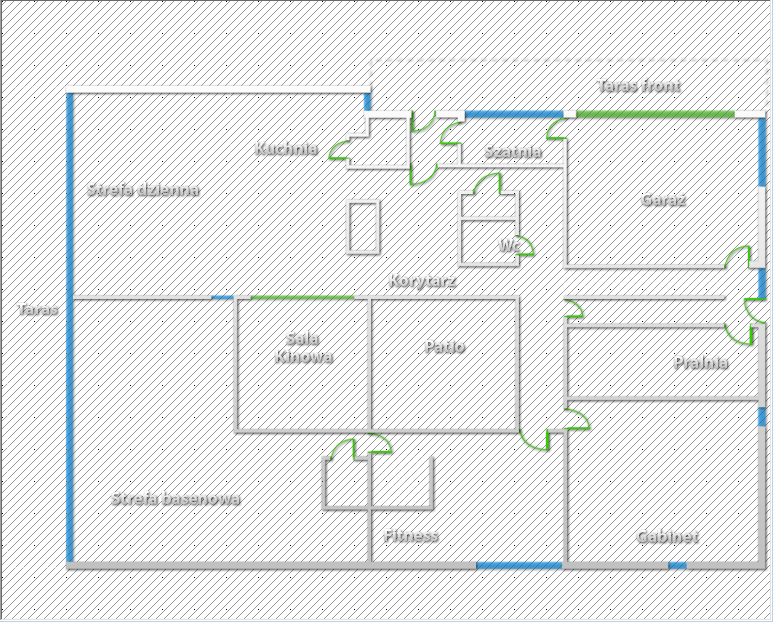 Taras front
Kuchnia
Szatnia
Strefa dzienna
Garaż
Wc
Korytarz
Taras
Sala
Kinowa
Patio
Pralnia
Strefa basenowa
Fitness
Gabinet